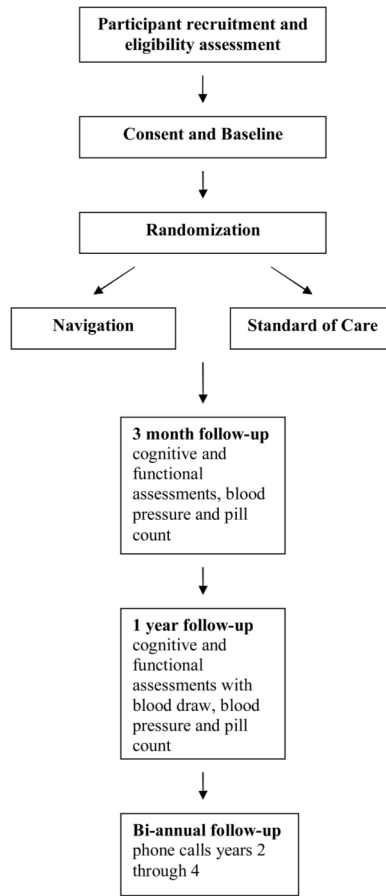 Participant recruitment and
eligibility assessment
Consent and Baseline
Randomization
Navigation
Standard of Care
3 month follow-up
cognitive and
functional
assessments, blood
pressure and pill
count
1 year follow-up
cognitive and
functional
assessments with
blood draw, blood
pressure and pill
count
Bi-annual follow-up
phone calls years 2
through 4